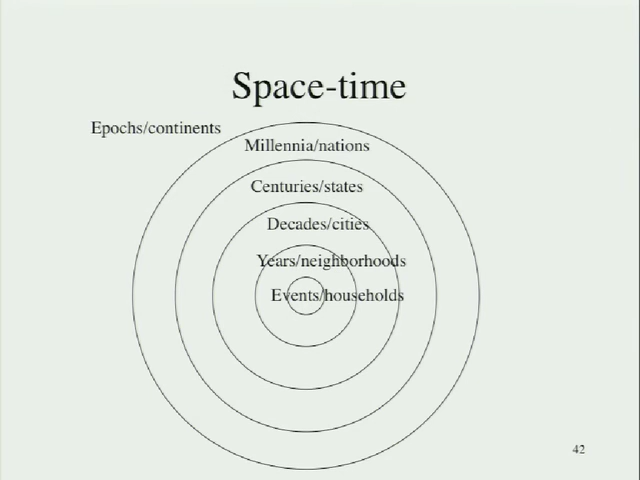 Space-time
Epochs/continents
Millennia/nations
Centuries/states
Decades/cities
Years/neighborhoods
Events/households
42